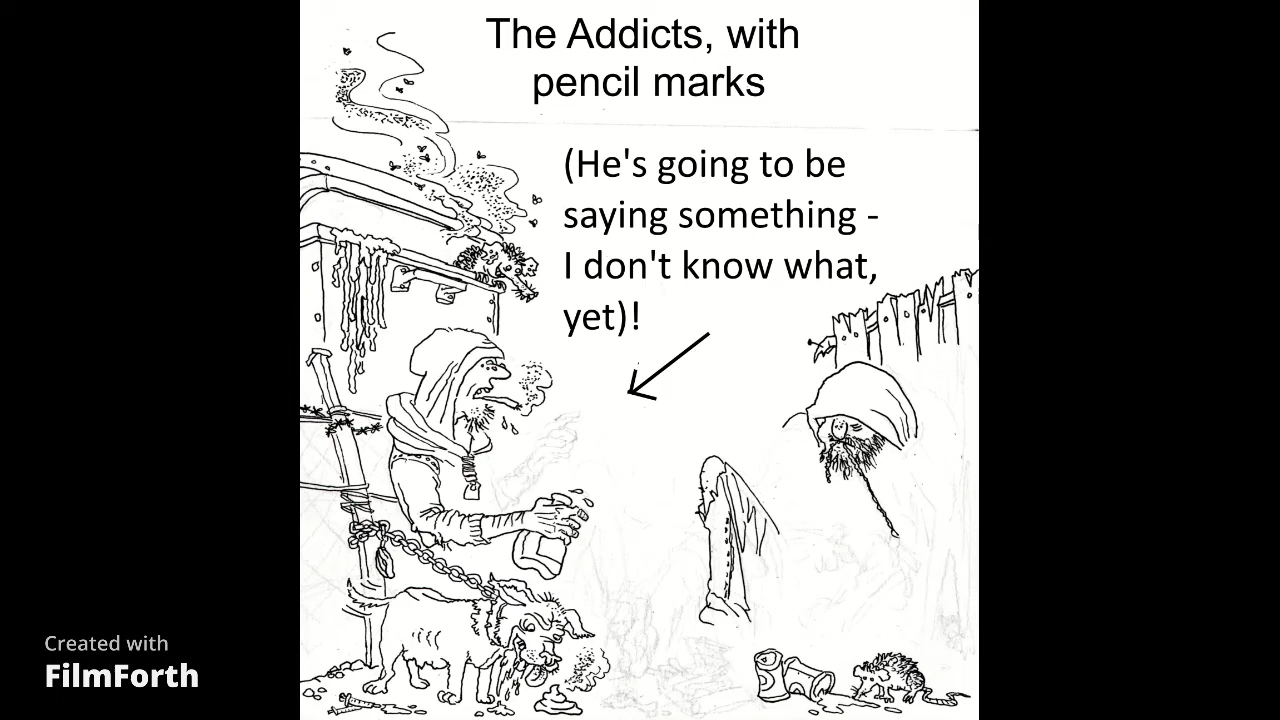 The Addicts, with
pencil marks
(He's going to be
saying something -
I don't know what,
yet)!
Created with
FilmForth